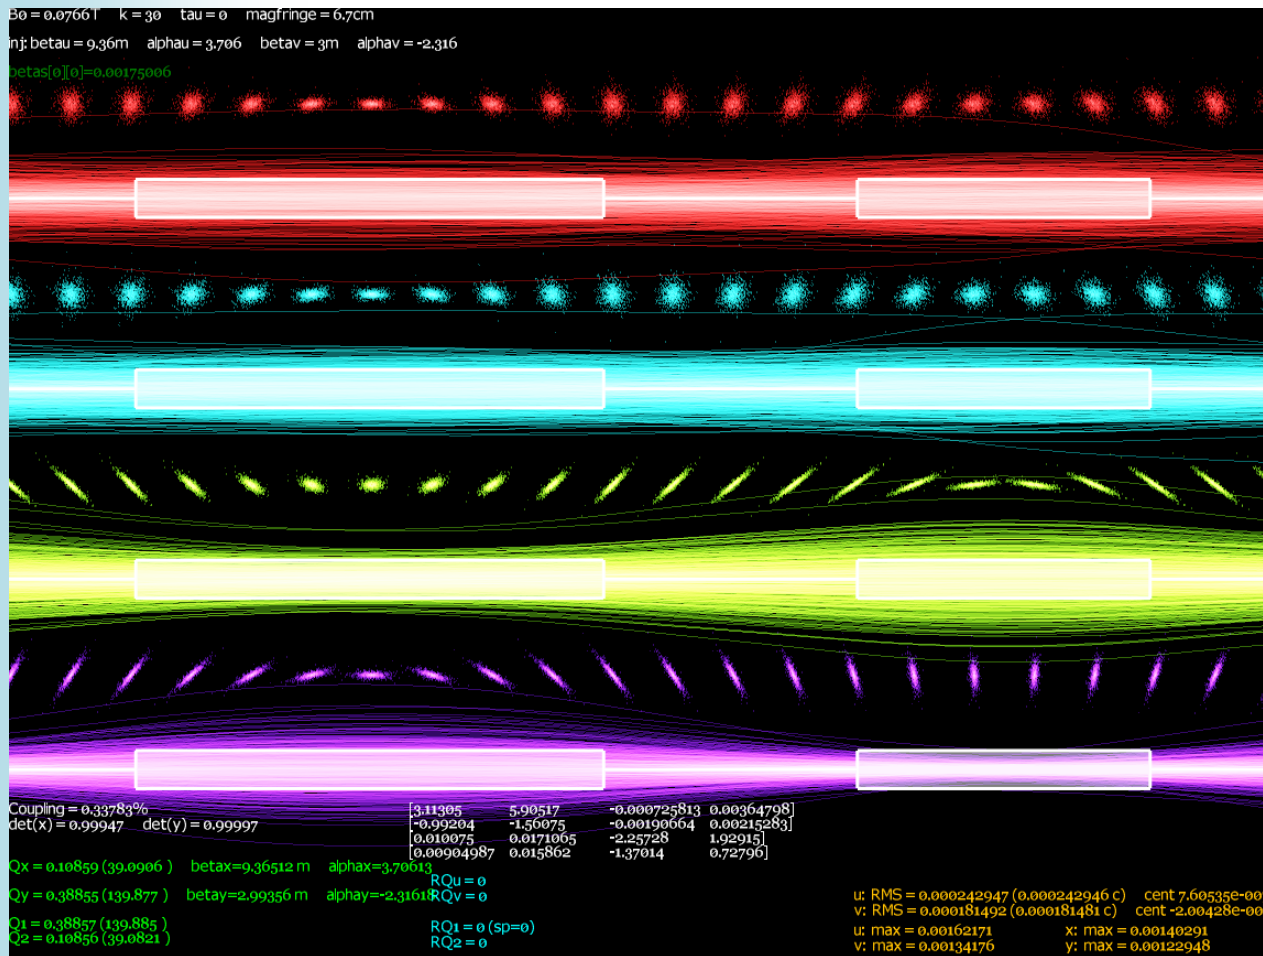 B0 = 0.0766T k = 30 tau = 0 magfringe = 6.7cm
inj: betau = 9.36m alphau = 3.706 betav = 3m alphav = -2.316
betas[0][0]=0.00175006
Coupling = 0.33783%
det(x) = 0.99947 det(y) = 0.99997
[3.11305 5.90517 -0.000725813 0.00364798]
[-0.99204 -1.56075 -0.00190664 0.00215283]
[0.010075 0.0171065 -2.25728 1.92915]
[0.00904987 0.015862 -1.37014 0.72796]
Qx = 0.10859 (39.0906 ) betax=9.36512 m alphax=3.70613
Qy = 0.38855 (139.877 ) betay=2.99356 m alphay=-2.31618
Q1 = 0.38857 (139.885 )
Q2 = 0.10856 (39.0821 )
RQu = 0
RQv = 0
RQ1 = 0 (sp=0)
RQ2 = 0
u: RMS = 0.000242947 (0.000242946 c) cent 7.60535e-00
v: RMS = 0.000181492 (0.000181481 c) cent -2.00428e-00
u: max = 0.00162171 x: max = 0.00140291
v: max = 0.00134176 y: max = 0.00122948